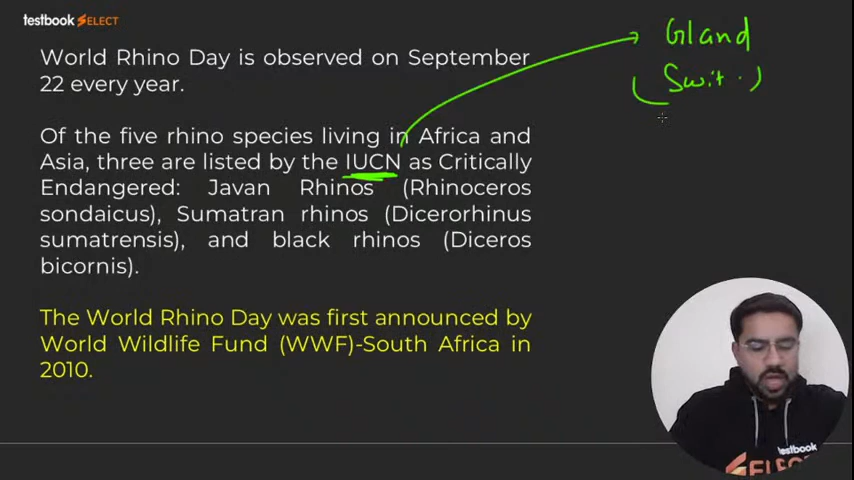 testbook SELECT
World Rhino Day is observed on September
22 every year.
Of the five rhino species living in Africa and
Asia, three are listed by the IUCN as Critically
Endangered: Javan Rhinos (Rhinoceros
sondaicus), Sumatran rhinos (Dicerorhinus
sumatrensis), and black rhinos (Diceros
bicornis).
The World Rhino Day was first announced by
World Wildlife Fund (WWF)-South Africa in
2010.
Gland
(Swit.)
testbook
SELECT